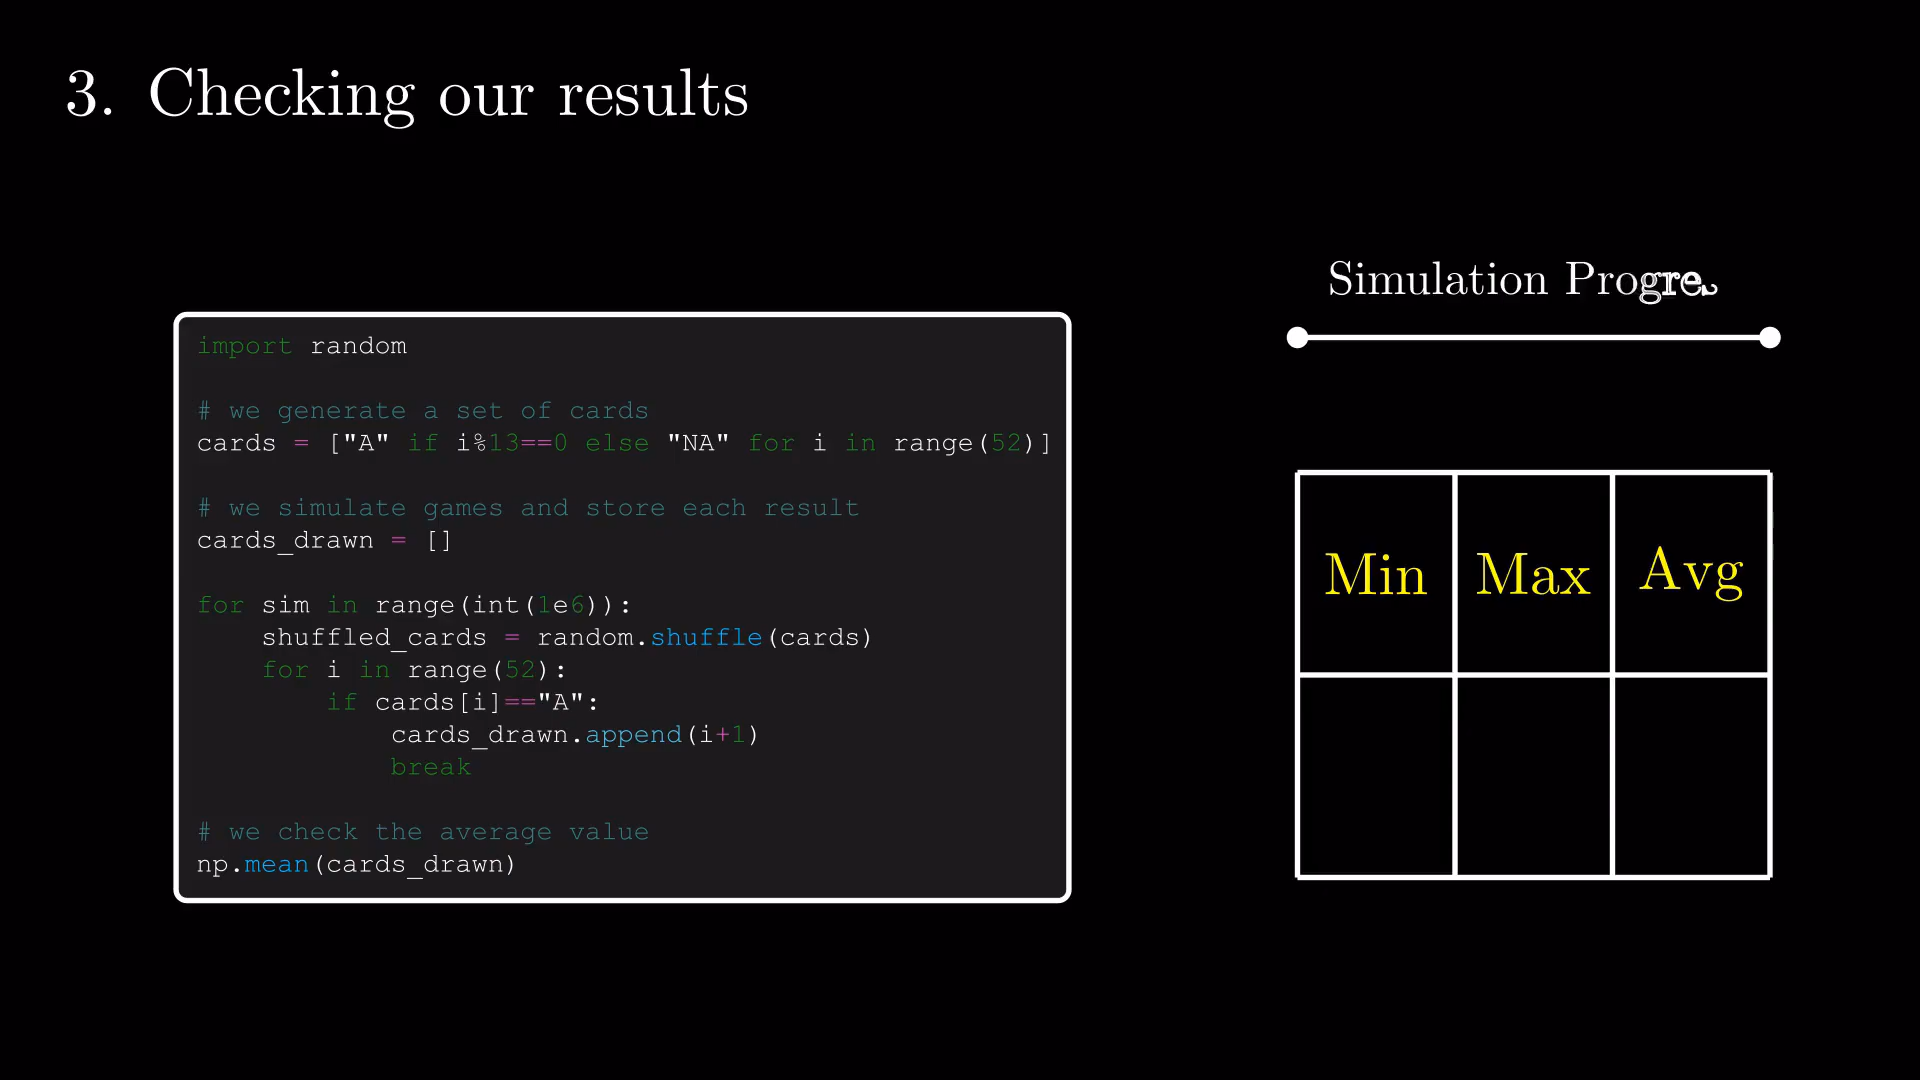 3. Checking our results
import random
# we generate a set of cards
cards = ["A" if i%13==0 else "NA" for i in range(52)]
# we simulate games and store each result
cards_drawn = []
for sim in range(int(1e6)):
    shuffled_cards = random.shuffle(cards)
    for i in range(52):
        if cards[i]=="A":
            cards_drawn.append(i+1)
            break
# we check the average value
np.mean(cards_drawn)
Simulation Progre
Min Max Avg